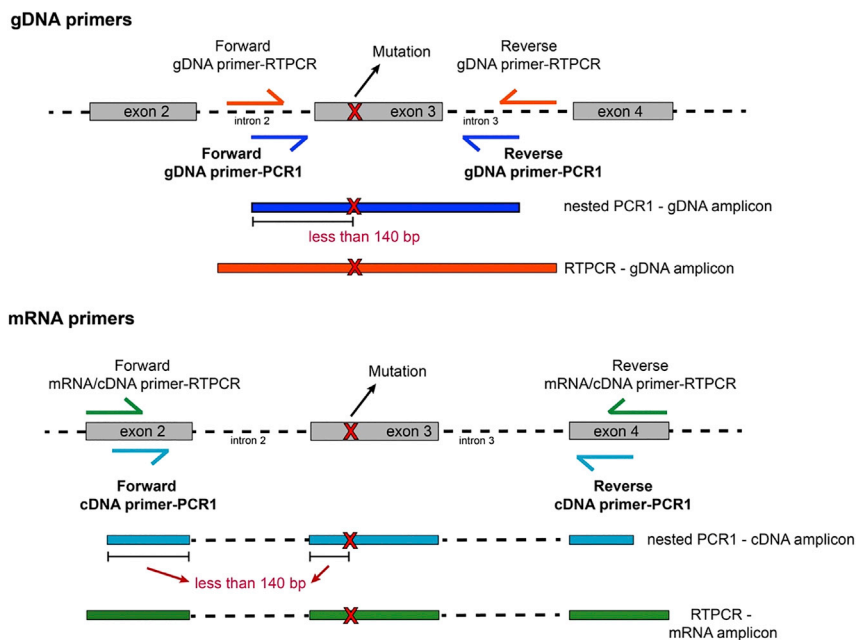 gDNA primers
Forward
gDNA primer-RTPCR
Mutation
Reverse
gDNA primer-RTPCR
exon 2
exon 3
exon 4
intron 2
intron 3
Forward
gDNA primer-PCR1
Reverse
gDNA primer-PCR1
X
nested PCR1 - gDNA amplicon
less than 140 bp
RTPCR - gDNA amplicon
mRNA primers
Forward
mRNA/cDNA primer-RTPCR
Mutation
Reverse
mRNA/cDNA primer-RTPCR
exon 2
exon 3
exon 4
intron 2
intron 3
Forward
cDNA primer-PCR1
Reverse
cDNA primer-PCR1
nested PCR1 - cDNA amplicon
less than 140 bp
RTPCR -
mRNA amplicon